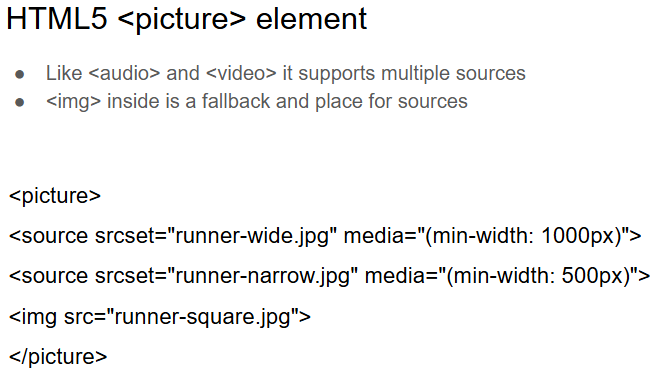 HTML5 <picture> element
● Like <audio> and <video> it supports multiple sources
● <img> inside is a fallback and place for sources
<picture>
<source srcset="runner-wide.jpg" media="(min-width: 1000px)">
<source srcset="runner-narrow.jpg" media="(min-width: 500px)">
<img src="runner-square.jpg">
</picture>